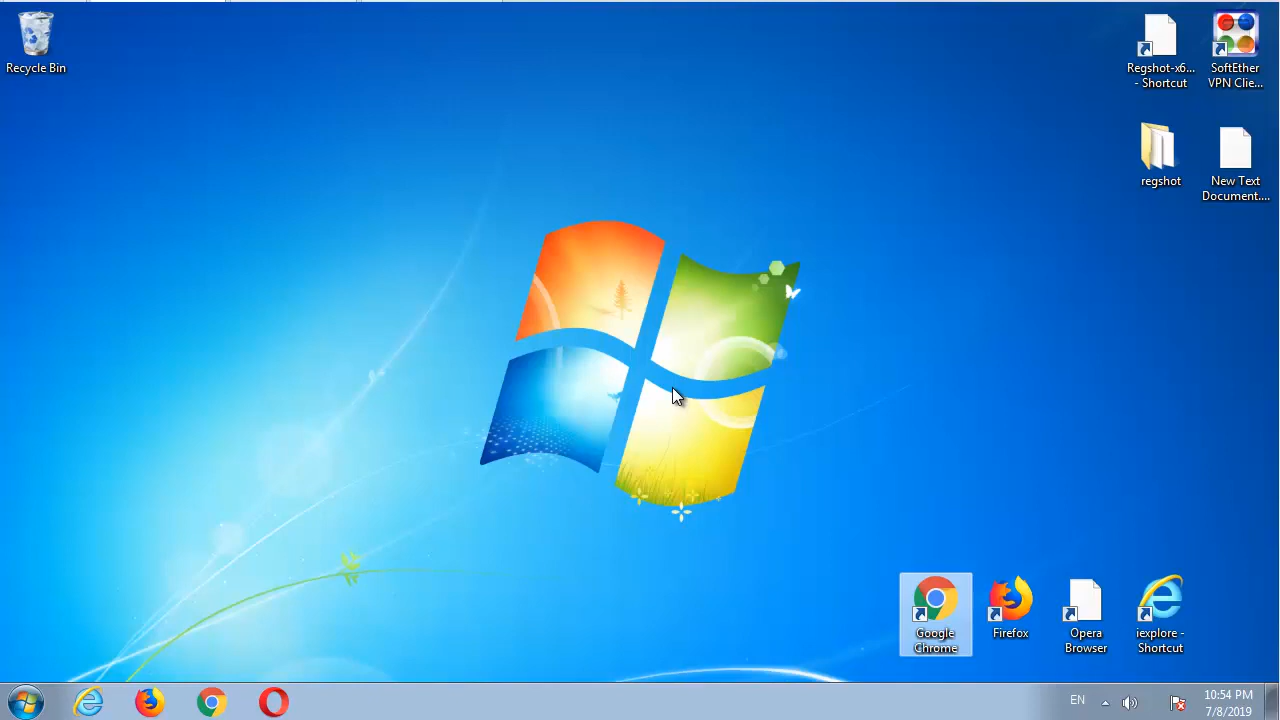 Recycle Bin
Regshot-x6...
- Shortcut
SoftEther
VPN Clie...
regshot
New Text
Document....
Google
Chrome
Firefox
Opera
Browser
iexplore -
Shortcut
EN
10:54 PM
7/8/2019